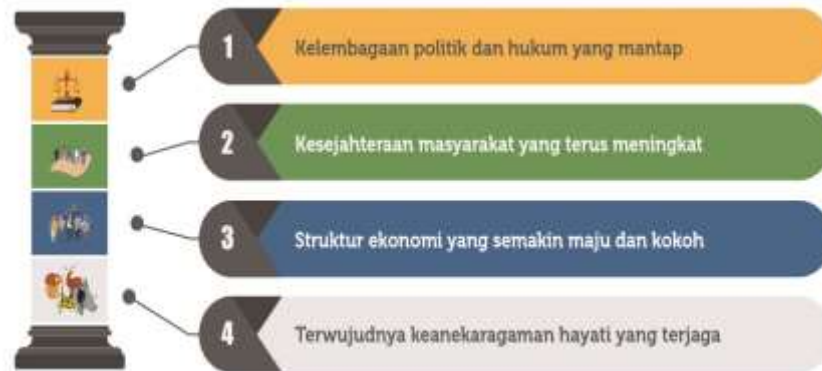 1
Kelembagaan politik dan hukum yang mantap
2
Kesejahteraan masyarakat yang terus meningkat
3
Struktur ekonomi yang semakin maju dan kokoh
4
Terwujudnya keanekaragaman hayati yang terjaga